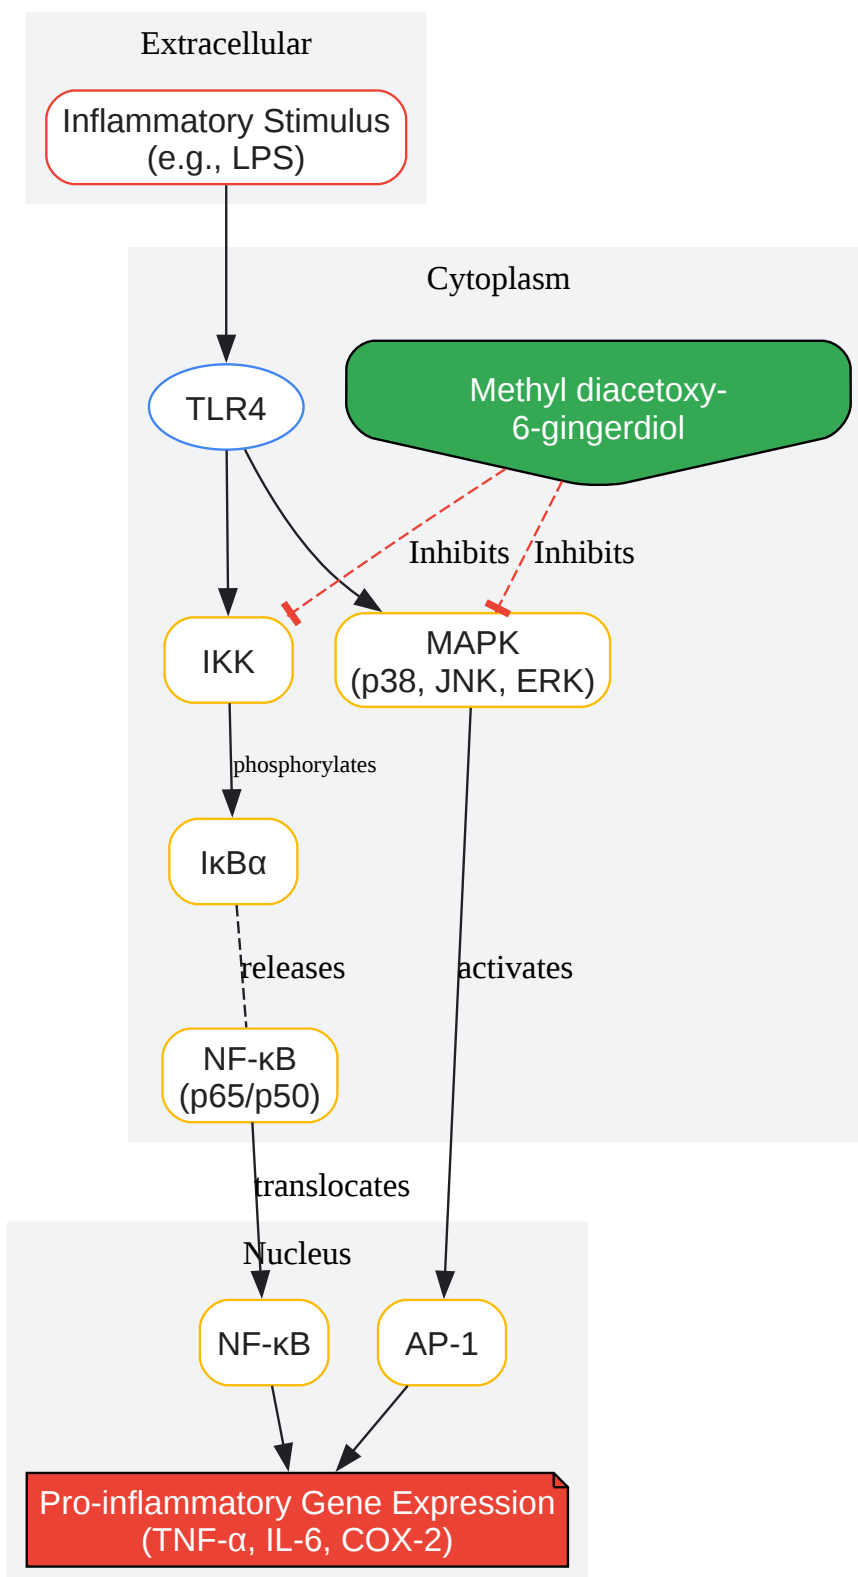 Extracellular
Inflammatory Stimulus
(e.g., LPS)
Cytoplasm
TLR4
Methyl diacetoxy-
6-gingerdiol
Inhibits
Inhibits
IKK
MAPK
(p38, JNK, ERK)
phosphorylates
IκBα
releases
activates
NF-κB
(p65/p50)
translocates
Nucleus
NF-κB
AP-1
Pro-inflammatory Gene Expression
(TNF-α, IL-6, COX-2)